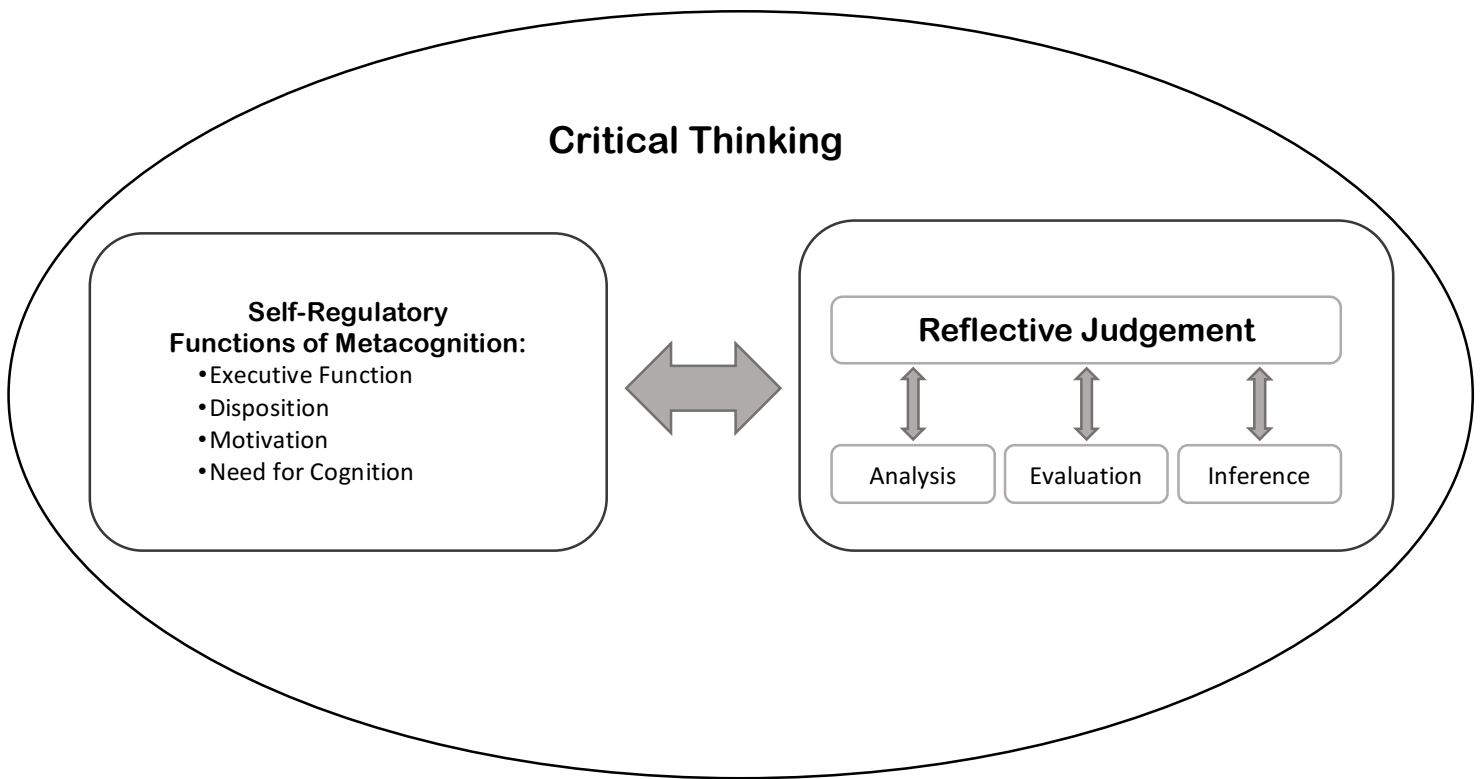 Critical Thinking
Self-Regulatory
Functions of Metacognition:
•Executive Function
•Disposition
•Motivation
•Need for Cognition
Reflective Judgement
Analysis
Evaluation
Inference